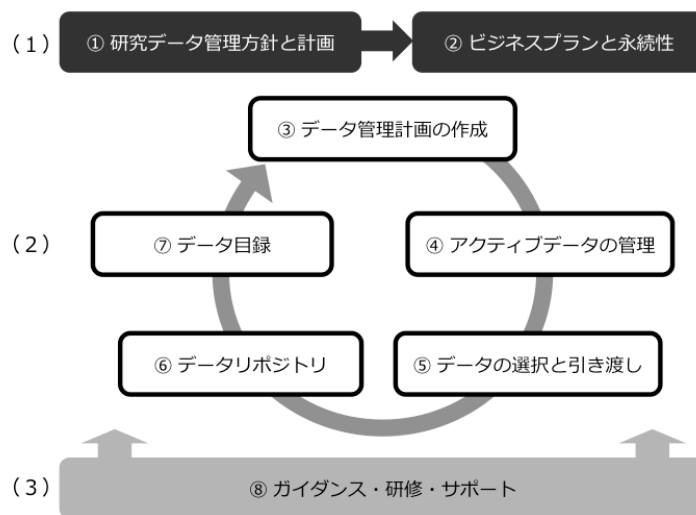 (1)
① 研究データ管理方針と計画
② ビジネスプランと永続性
③ データ管理計画の作成
(2)
⑦ データ目録
④ アクティブデータの管理
⑥ データリポジトリ
⑤ データの選択と引き渡し
(3)
⑧ ガイダンス・研修・サポート